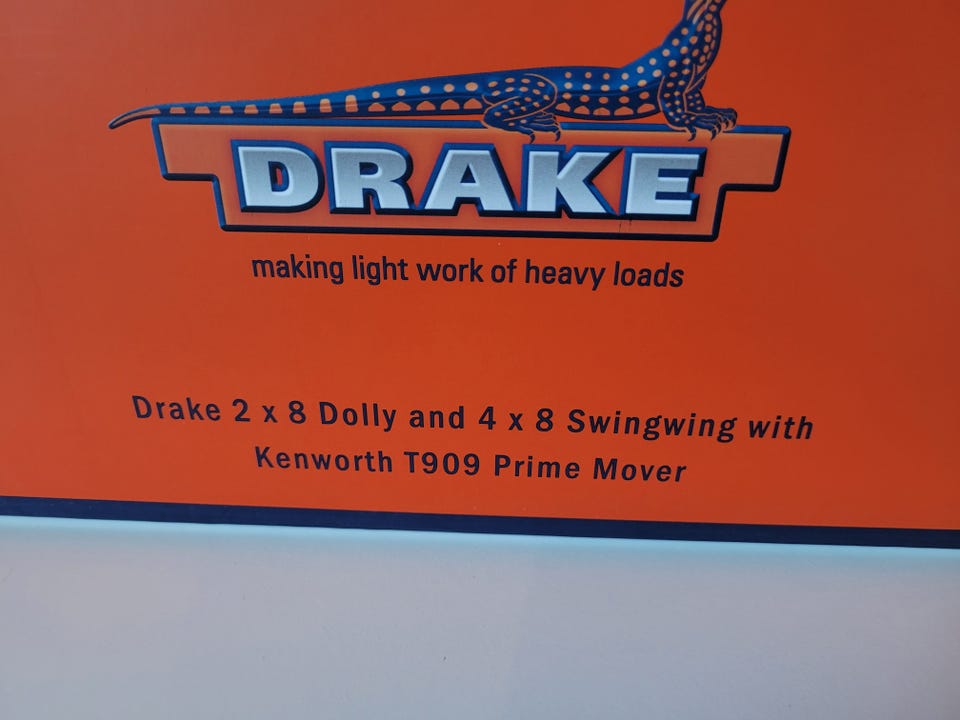 DRAKE
making light work of heavy loads
Drake 2 x 8 Dolly and 4 x 8 Swingwing with
Kenworth T909 Prime Mover